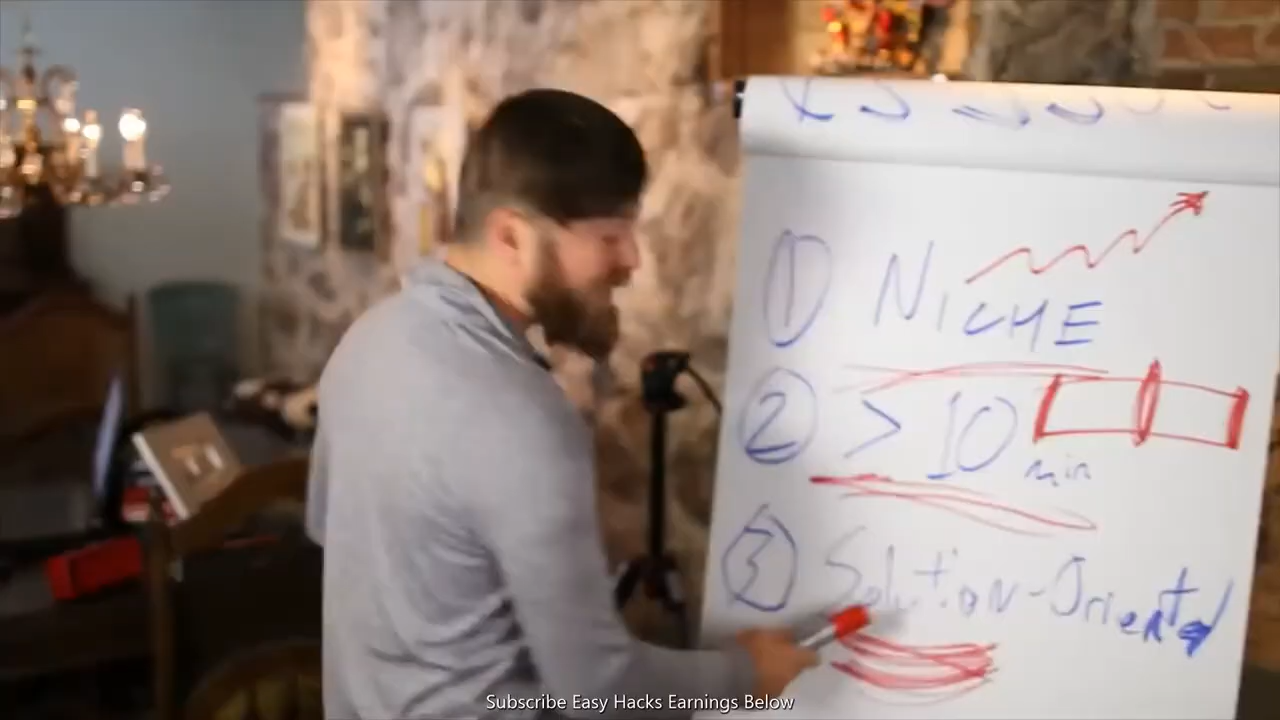 ① NICHE
② > 10 min
③ Solution-Oriented
Subscribe Easy Hacks Earnings Below